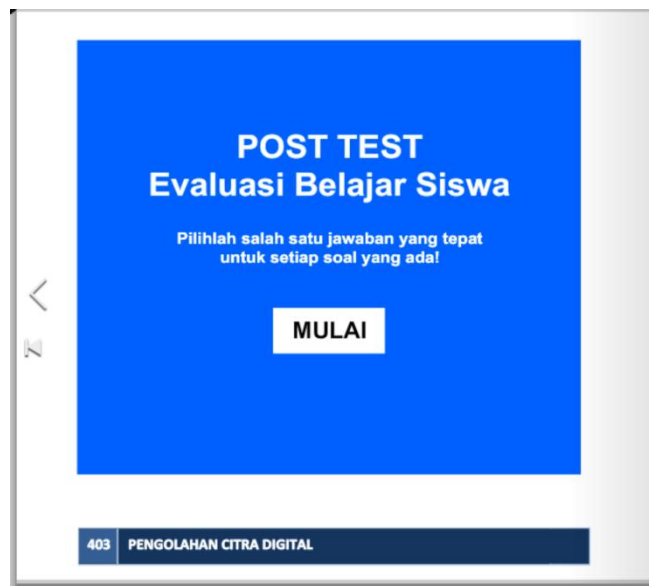 POST TEST
Evaluasi Belajar Siswa
Pilihlah salah satu jawaban yang tepat
untuk setiap soal yang ada!
MULAI
403 PENGOLAHAN CITRA DIGITAL